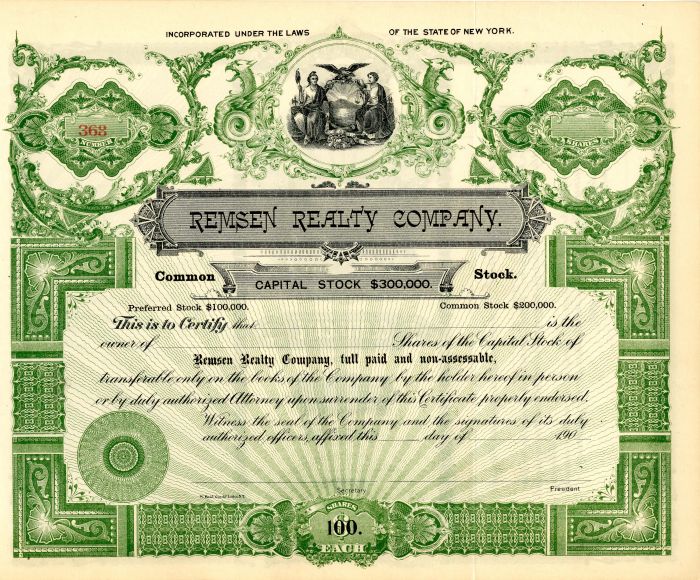 INCORPORATED UNDER THE LAWS OF THE STATE OF NEW YORK.
368
NUMBER
SHARES
REMSEN REALTY COMPANY.
Common Stock.
CAPITAL STOCK $300,000.
Preferred Stock $100,000. Common Stock $200,000.
This is to Certify that is the
owner of Shares of the Capital Stock of
Remsen Realty Company, full paid and non-assessable,
transferable only on the books of the Company by the holder hereof in person
or by duly authorized Attorney upon surrender of this Certificate properly endorsed.
Witness the seal of the Company and the signatures of its duly
authorized officers, affixed this day of 190
Secretary President
SHARES
$100.
EACH